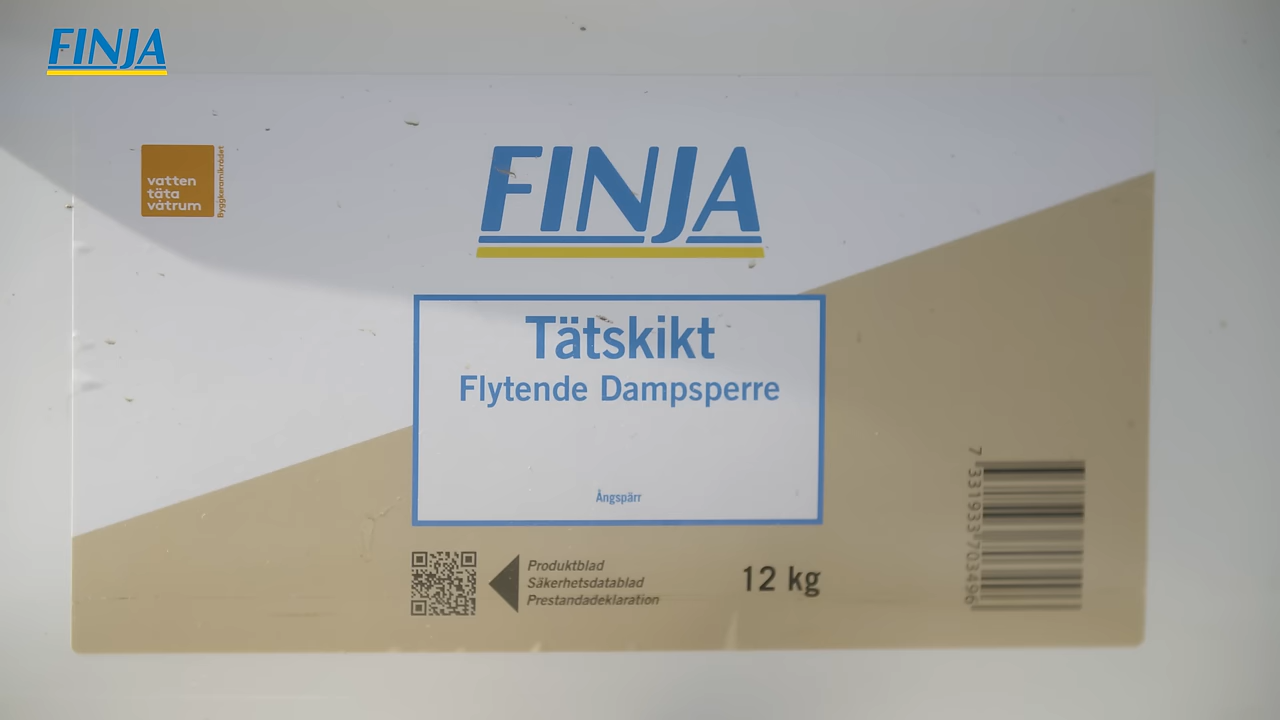 FINJA
vatten
täta
våtrum
Byggkeramikrådet
FINJA
Tätskikt
Flytende Dampsperre
Ångspärr
Produktblad
Säkerhetsdatablad
Prestandadeklaration
12 kg
7 331933 703496